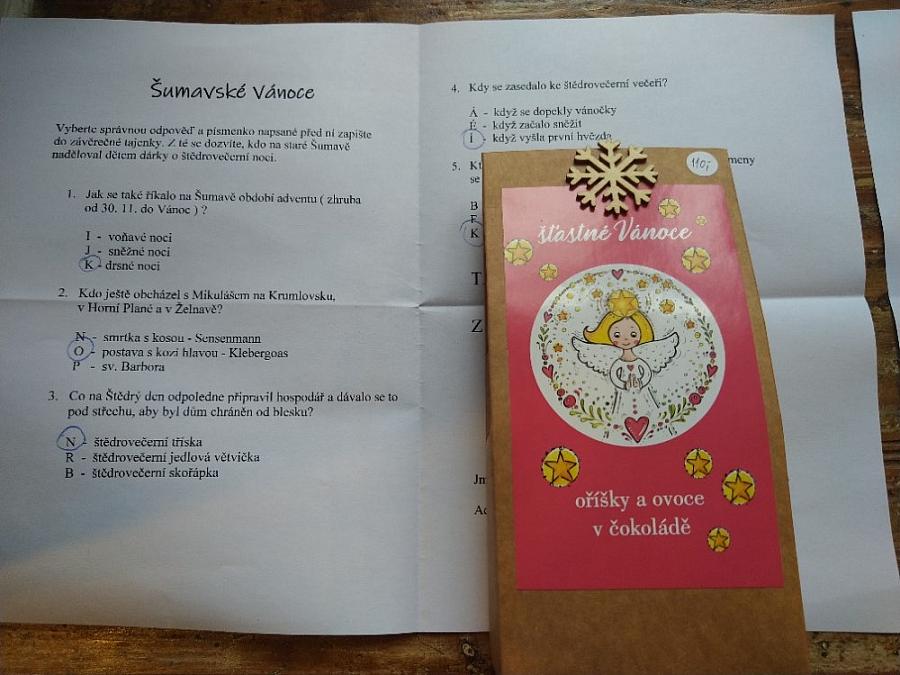 Šumavské Vánoce
Vyberte správnou odpověď a písmenko napsané před ní zapište
do závěrečné tajenky. Z té se dozvíte, kdo na staré Šumavě
naděloval dětem dárky o štědrovečerní noci.
1. Jak se také říkalo na Šumavě období adventu ( zhruba
od 30. 11. do Vánoc ) ?
I - voňavé noci
J - sněžné noci
K - drsné noci
2. Kdo ještě obcházel s Mikulášem na Krumlovsku,
v Horní Plané a v Želnavě?
N - smrtka s kosou - Sensenmann
O - postava s kozí hlavou - Klebergoas
P - sv. Barbora
3. Co na Štědrý den odpoledne připravil hospodář a dávalo se to
pod střechu, aby byl dům chráněn od blesku?
N - štědrovečerní tříska
R - štědrovečerní jedlová větvička
B - štědrovečerní skořápka
4. Kdy se zasedalo ke štědrovečerní večeři?
Á - když se dopekly vánočky
É - když začalo sněžit
Í - když vyšla první hvězda
5. Kt
meny
se
B
F
K
T
Z
Jm
Ad
110,-
šťastné Vánoce
oříšky a ovoce
v čokoládě